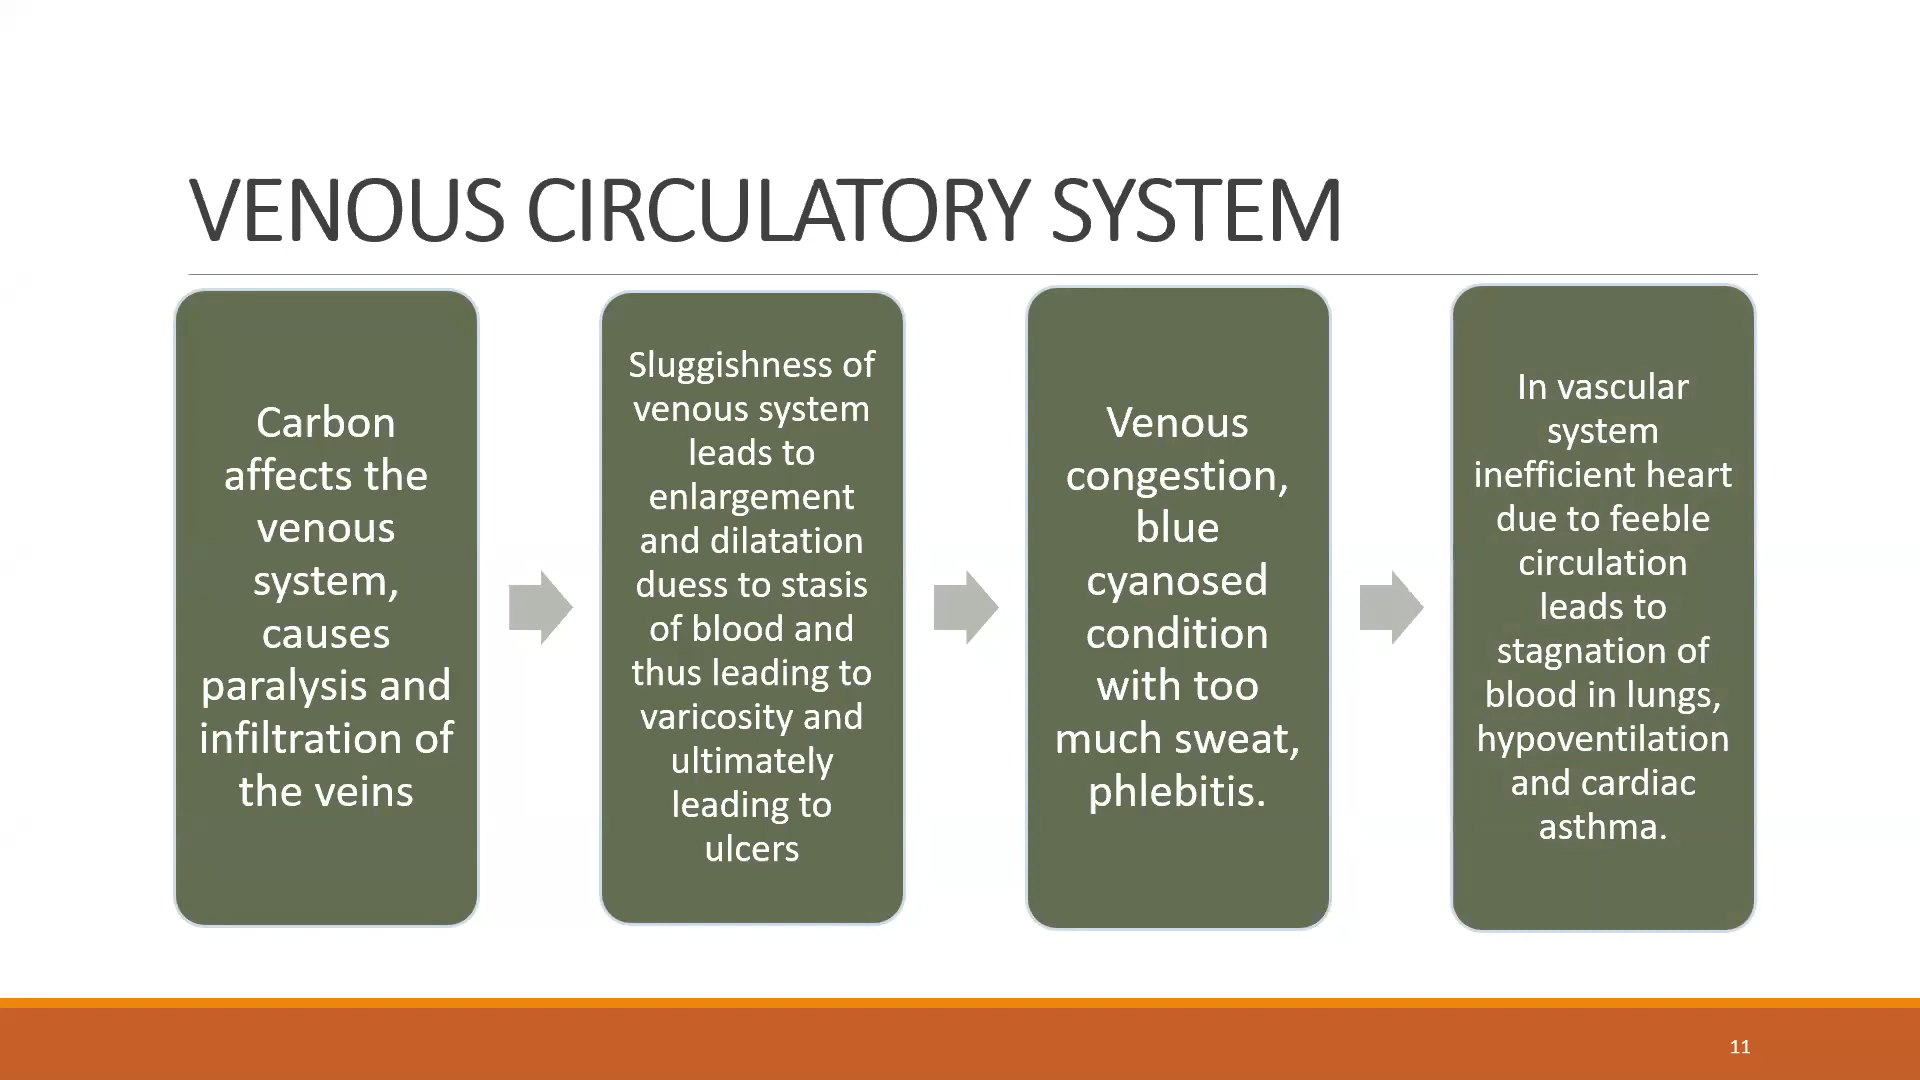 VENOUS CIRCULATORY SYSTEM
Carbon
affects the
venous
system,
causes
paralysis and
infiltration of
the veins
Sluggishness of
venous system
leads to
enlargement
and dilatation
duess to stasis
of blood and
thus leading to
varicosity and
ultimately
leading to
ulcers
Venous
congestion,
blue
cyanosed
condition
with too
much sweat,
phlebitis.
In vascular
system
inefficient heart
due to feeble
circulation
leads to
stagnation of
blood in lungs,
hypoventilation
and cardiac
asthma.
11